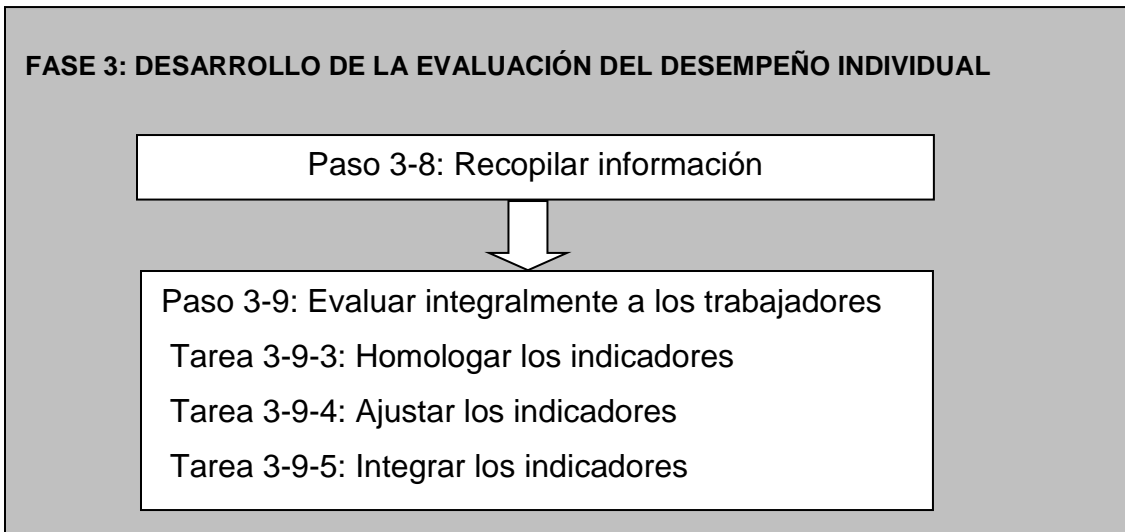 FASE 3: DESARROLLO DE LA EVALUACIÓN DEL DESEMPEÑO INDIVIDUAL
Paso 3-8: Recopilar información
Paso 3-9: Evaluar integralmente a los trabajadores
Tarea 3-9-3: Homologar los indicadores
Tarea 3-9-4: Ajustar los indicadores
Tarea 3-9-5: Integrar los indicadores